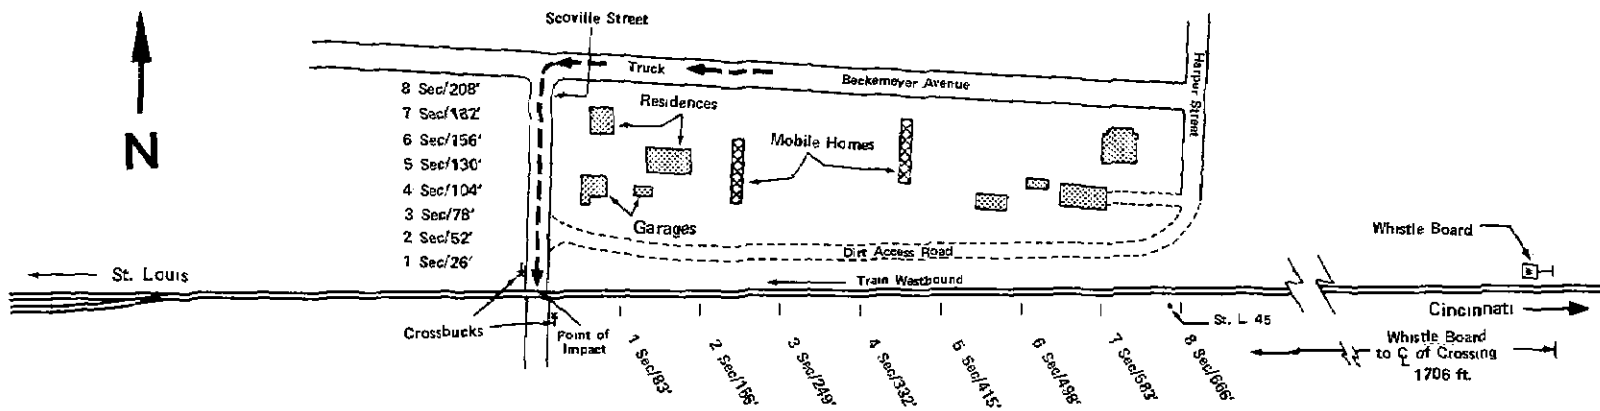 Scoville Street
Truck
Beckemeyer Avenue
Harpur Street
N
8 Sec/208'
7 Sec/182'
6 Sec/156'
5 Sec/130'
4 Sec/104'
3 Sec/78'
2 Sec/52'
1 Sec/26'
Residences
Mobile Homes
Garages
Dirt Access Road
Whistle Board
W
St. Louis
Train Westbound
Cincinnati
Crossbucks
Point of
Impact
St. L 45
1 Sec/83'
2 Sec/166'
3 Sec/249'
4 Sec/332'
5 Sec/415'
6 Sec/498'
7 Sec/583'
8 Sec/666'
Whistle Board
to CL of Crossing
1706 ft.